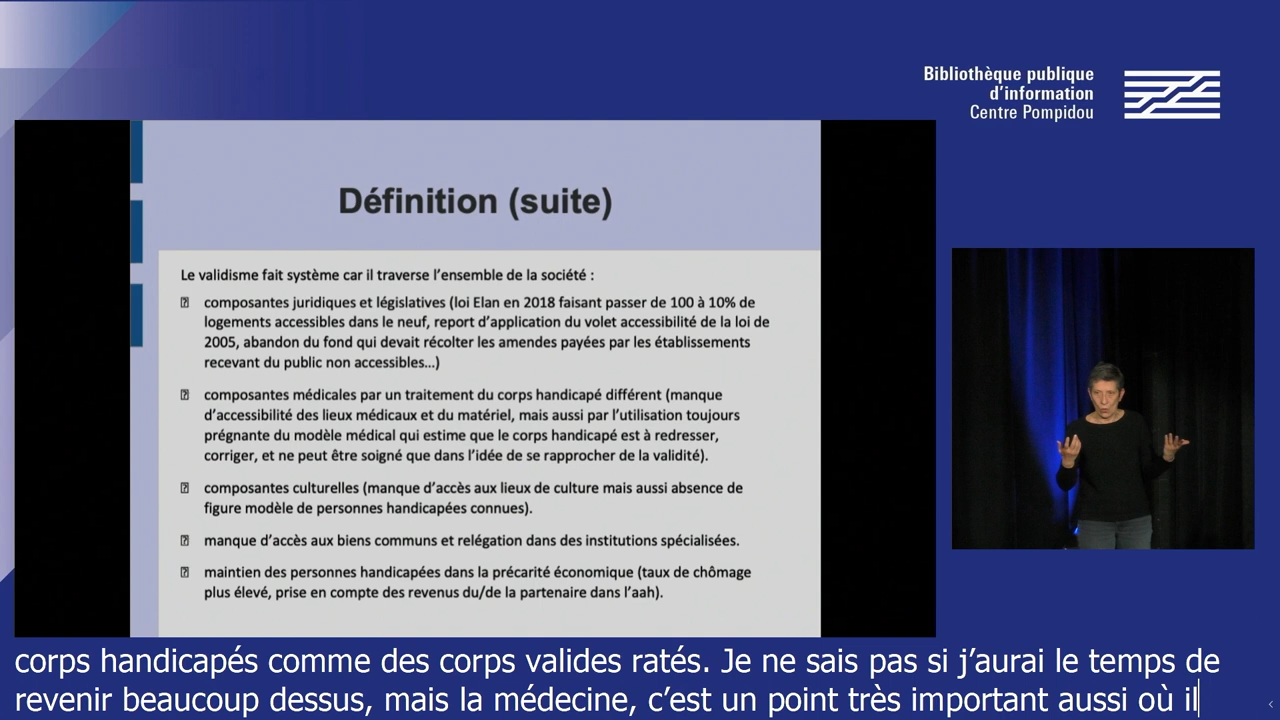 Bibliothèque publique
d’information
Centre Pompidou
Définition (suite)
Le validisme fait système car il traverse l’ensemble de la société :
composantes juridiques et législatives (loi Elan en 2018 faisant passer de 100 à 10% de
logements accessibles dans le neuf, report d’application du volet accessibilité de la loi de
2005, abandon du fond qui devait récolter les amendes payées par les établissements
recevant du public non accessibles...)
composantes médicales par un traitement du corps handicapé différent (manque
d’accessibilité des lieux médicaux et du matériel, mais aussi par l’utilisation toujours
prégnante du modèle médical qui estime que le corps handicapé est à redresser,
corriger, et ne peut être soigné que dans l’idée de se rapprocher de la validité).
composantes culturelles (manque d’accès aux lieux de culture mais aussi absence de
figure modèle de personnes handicapées connues).
manque d’accès aux biens communs et relégation dans des institutions spécialisées.
maintien des personnes handicapées dans la précarité économique (taux de chômage
plus élevé, prise en compte des revenus du/de la partenaire dans l’aah).
corps handicapés comme des corps valides ratés. Je ne sais pas si j’aurai le temps de
revenir beaucoup dessus, mais la médecine, c’est un point très important aussi où il